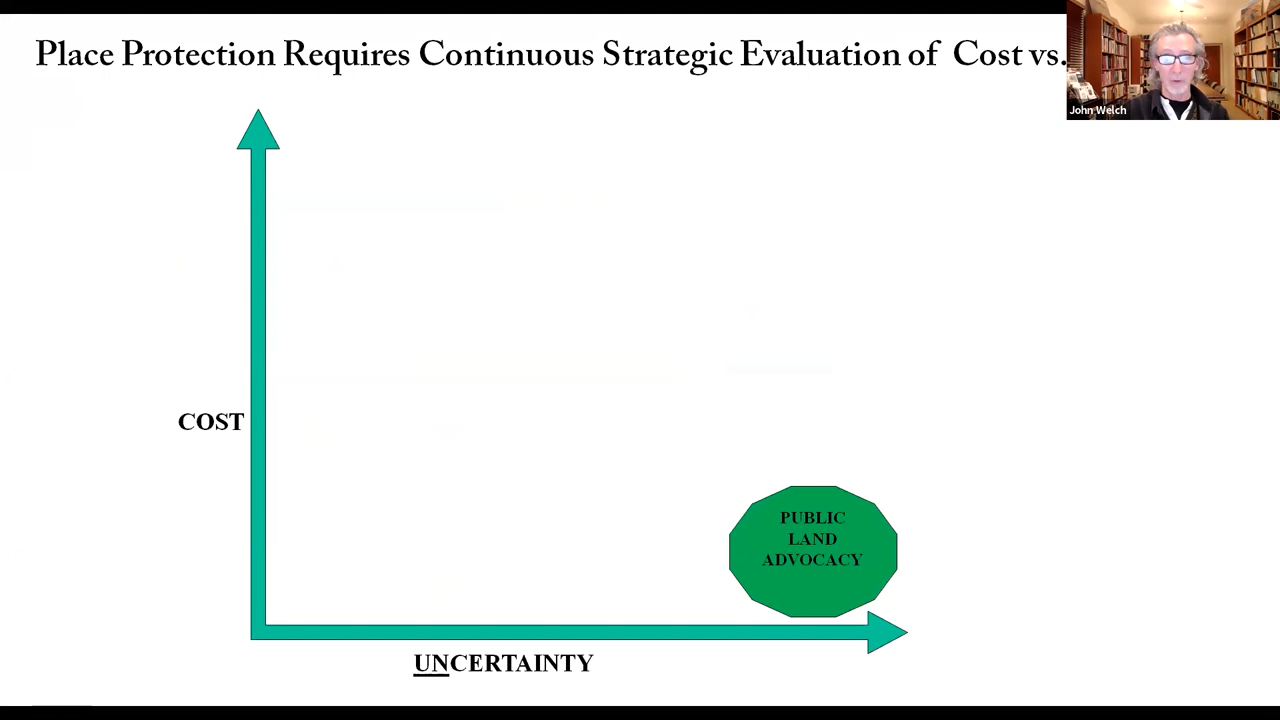 Place Protection Requires Continuous Strategic Evaluation of Cost vs.
John Welch
COST
PUBLIC
LAND
ADVOCACY
UNCERTAINTY